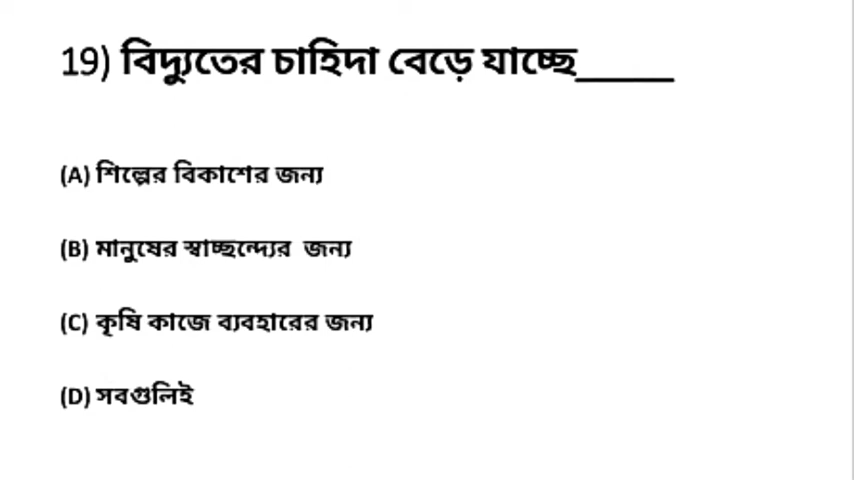 19) বিদ্যুতের চাহিদা বেড়ে যাচ্ছে_____
(A) শিল্পের বিকাশের জন্য
(B) মানুষের স্বাচ্ছন্দ্যের জন্য
(C) কৃষি কাজে ব্যবহারের জন্য
(D) সবগুলিই